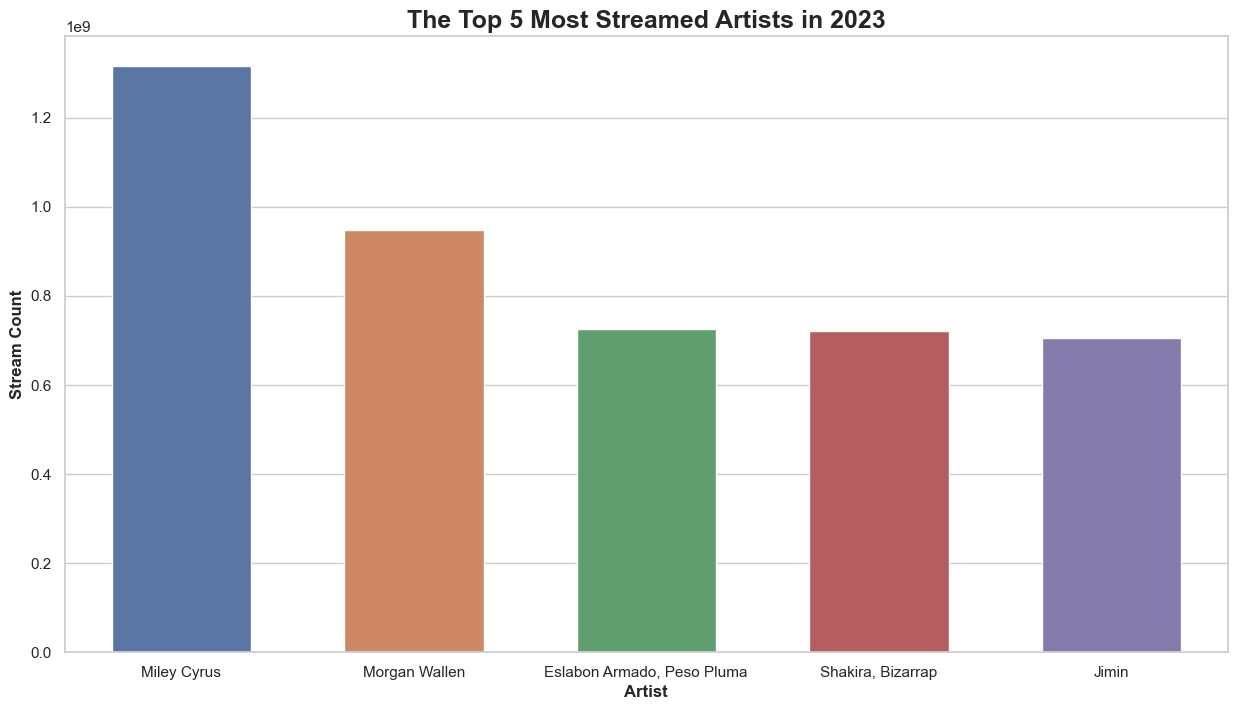 The Top 5 Most Streamed Artists in 2023
1e9
1.2
1.0
0.8
0.6
0.4
0.2
0.0
Stream Count
Miley Cyrus
Morgan Wallen
Eslabon Armado, Peso Pluma
Shakira, Bizarrap
Jimin
Artist